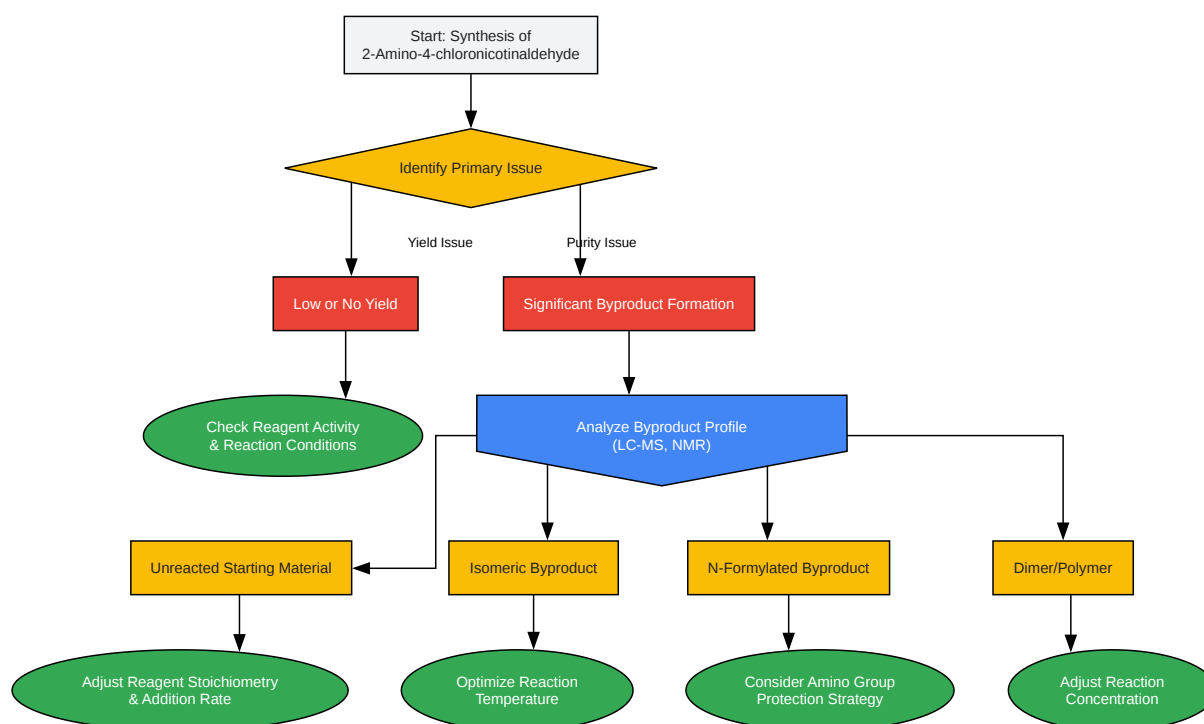 Start: Synthesis of
2-Amino-4-chloronicotinaldehyde
Identify Primary Issue
Yield Issue
Purity Issue
Low or No Yield
Significant Byproduct Formation
Check Reagent Activity
& Reaction Conditions
Analyze Byproduct Profile
(LC-MS, NMR)
Unreacted Starting Material
Isomeric Byproduct
N-Formylated Byproduct
Dimer/Polymer
Adjust Reagent Stoichiometry
& Addition Rate
Optimize Reaction
Temperature
Consider Amino Group
Protection Strategy
Adjust Reaction
Concentration